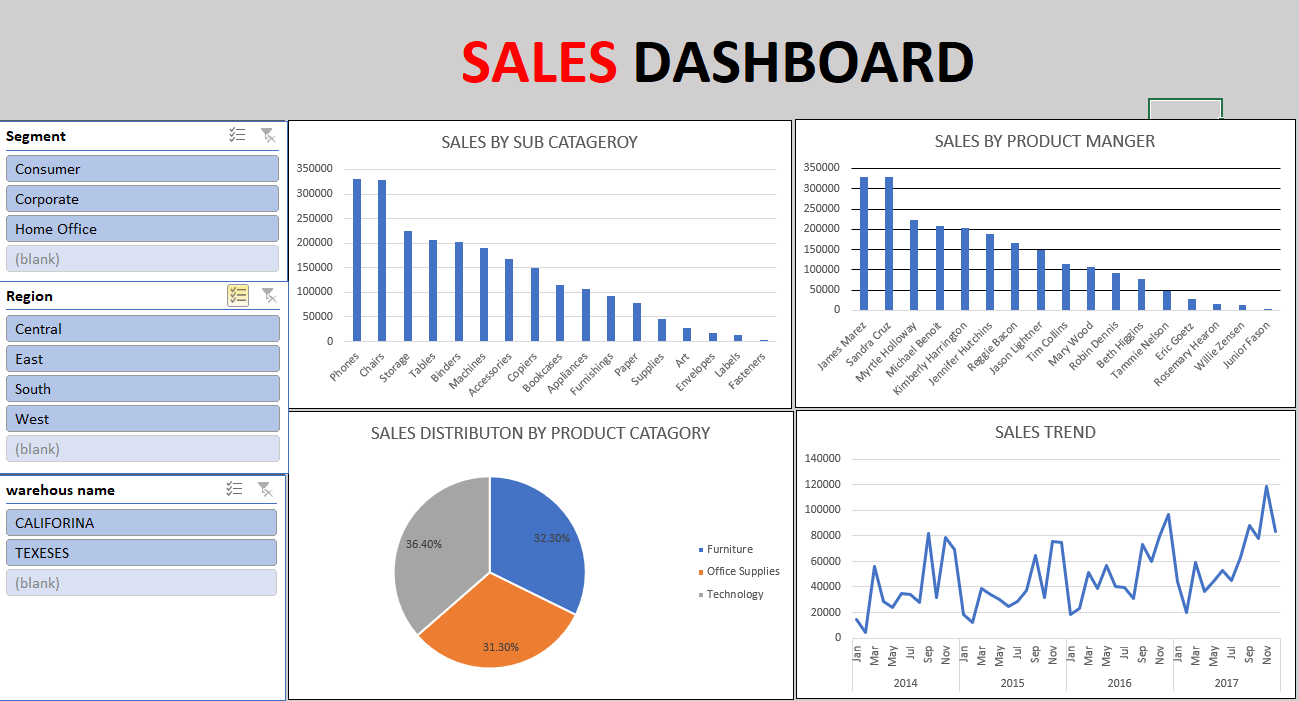 SALES DASHBOARD
Segment
Consumer
Corporate
Home Office
(blank)
Region
Central
East
South
West
(blank)
warehous name
CALIFORINA
TEXESES
(blank)
SALES BY SUB CATAGEROY
350000
300000
250000
200000
150000
100000
50000
0
Phones
Chairs
Storage
Tables
Binders
Machines
Accessories
Copiers
Bookcases
Appliances
Furnishings
Paper
Supplies
Art
Envelopes
Labels
Fasteners
SALES BY PRODUCT MANGER
350000
300000
250000
200000
150000
100000
50000
0
James Marez
Sandra Cruz
Myrtle Holloway
Michael Benoit
Kimberly Harrington
Jennifer Hutchins
Reggie Bacon
Jason Lightner
Tim Collins
Mary Wood
Robin Dennis
Beth Higgins
Tammie Nelson
Eric Goetz
Rosemary Hearon
Willie Zensen
Junior Fason
SALES DISTRIBUTON BY PRODUCT CATAGORY
36.40%
32.30%
31.30%
Furniture
Office Supplies
Technology
SALES TREND
140000
120000
100000
80000
60000
40000
20000
0
Jan Mar May Jul Sep Nov Jan Mar May Jul Sep Nov Jan Mar May Jul Sep Nov Jan Mar May Jul Sep Nov
2014 2015 2016 2017